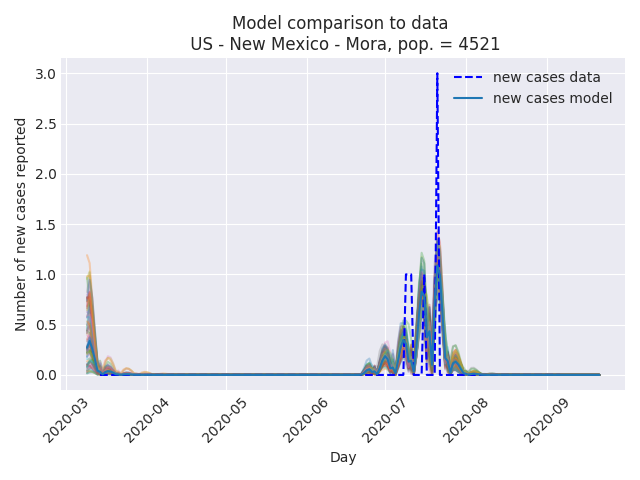 Model comparison to data
US - New Mexico - Mora, pop. = 4521
new cases data
new cases model
Number of new cases reported
3.0
2.5
2.0
1.5
1.0
0.5
0.0
2020-03
2020-04
2020-05
2020-06
2020-07
2020-08
2020-09
Day